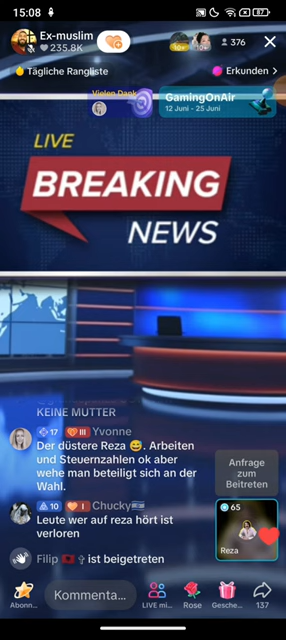 15:08
87
Ex-muslim
235.8K
376
Tägliche Rangliste
Erkunden
Vielen Dank
GamingOnAir
12 Juni - 25 Juni
LIVE
BREAKING
NEWS
KEINE MUTTER
17 III Yvonne
Der düstere Reza 😅. Arbeiten
und Steuernzahlen ok aber
wehe man beteiligt sich an der
Wahl.
10 I Chucky🇮🇱
Leute wer auf reza hört ist
verloren
Filip 🇦🇱✞ ist beigetreten
Anfrage
zum
Beitreten
65
Reza
Kommenta...
Abonn...
LIVE mi...
Rose
Gesche...
137